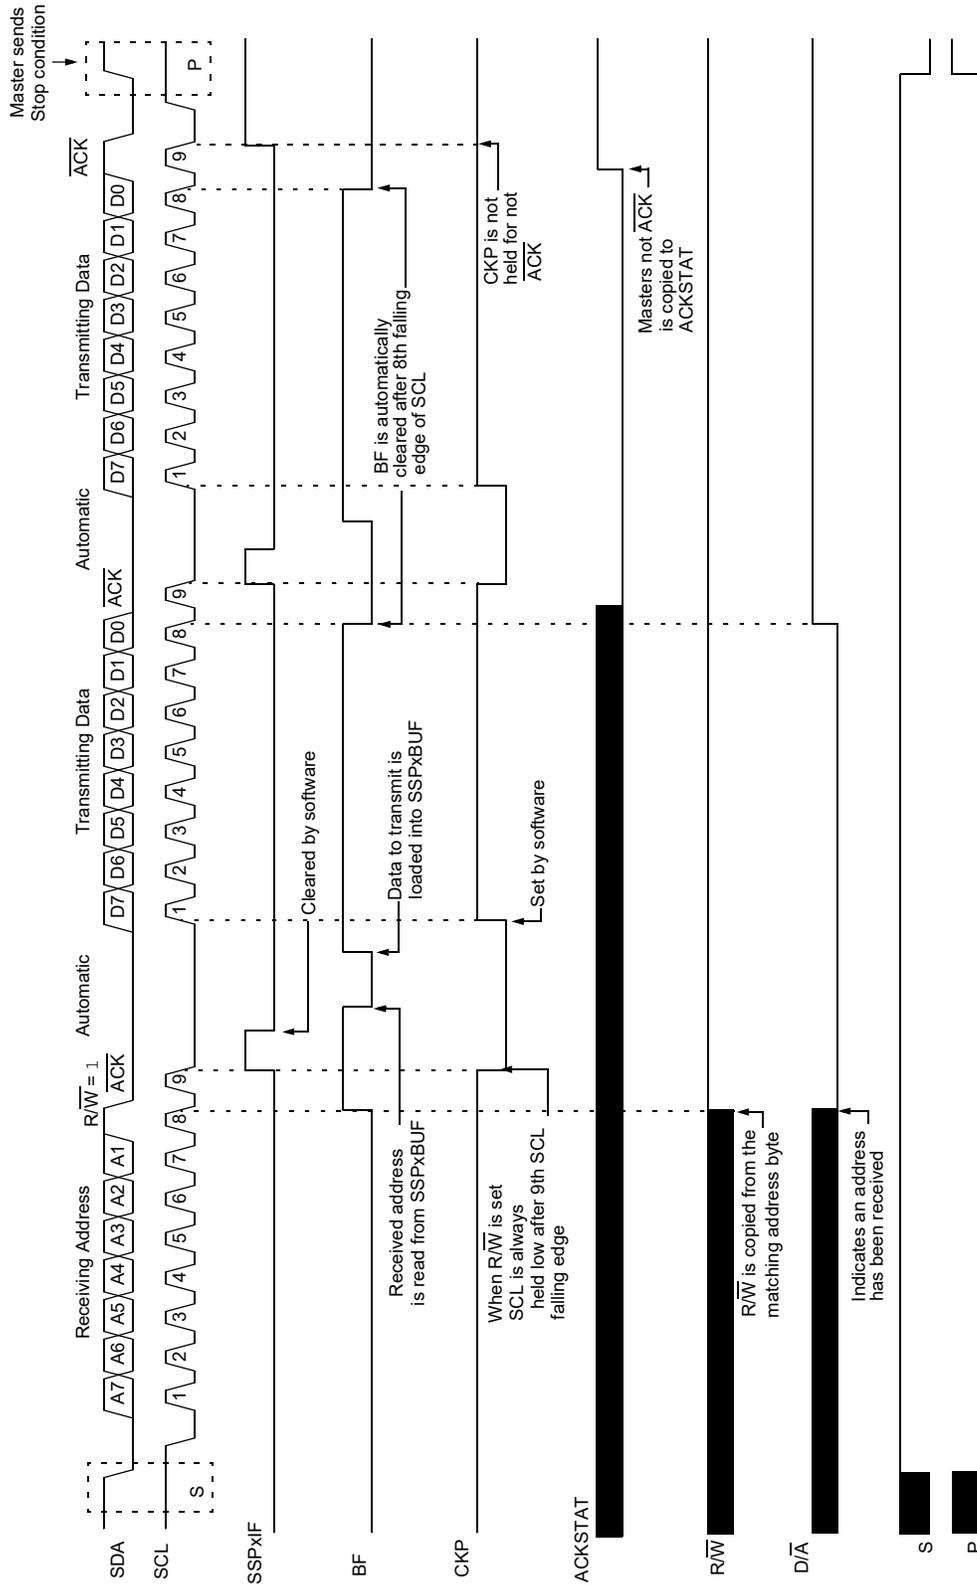 Master sends
Stop condition
Receiving Address
R/W = 1
ACK
Automatic
Transmitting Data
ACK
Automatic
Transmitting Data
ACK
SDA
A7 A6 A5 A4 A3 A2 A1
D7 D6 D5 D4 D3 D2 D1 D0
D7 D6 D5 D4 D3 D2 D1 D0
SCL
S
1 2 3 4 5 6 7 8 9
1 2 3 4 5 6 7 8 9
1 2 3 4 5 6 7 8 9
P
SSPxIF
Cleared by software
BF
Received address
is read from SSPxBUF
Data to transmit is
loaded into SSPxBUF
BF is automatically
cleared after 8th falling
edge of SCL
CKP
When R/W is set
SCL is always
held low after 9th SCL
falling edge
Set by software
CKP is not
held for not
ACK
ACKSTAT
Masters not ACK
is copied to
ACKSTAT
R/W
R/W is copied from the
matching address byte
D/A
Indicates an address
has been received
S
P